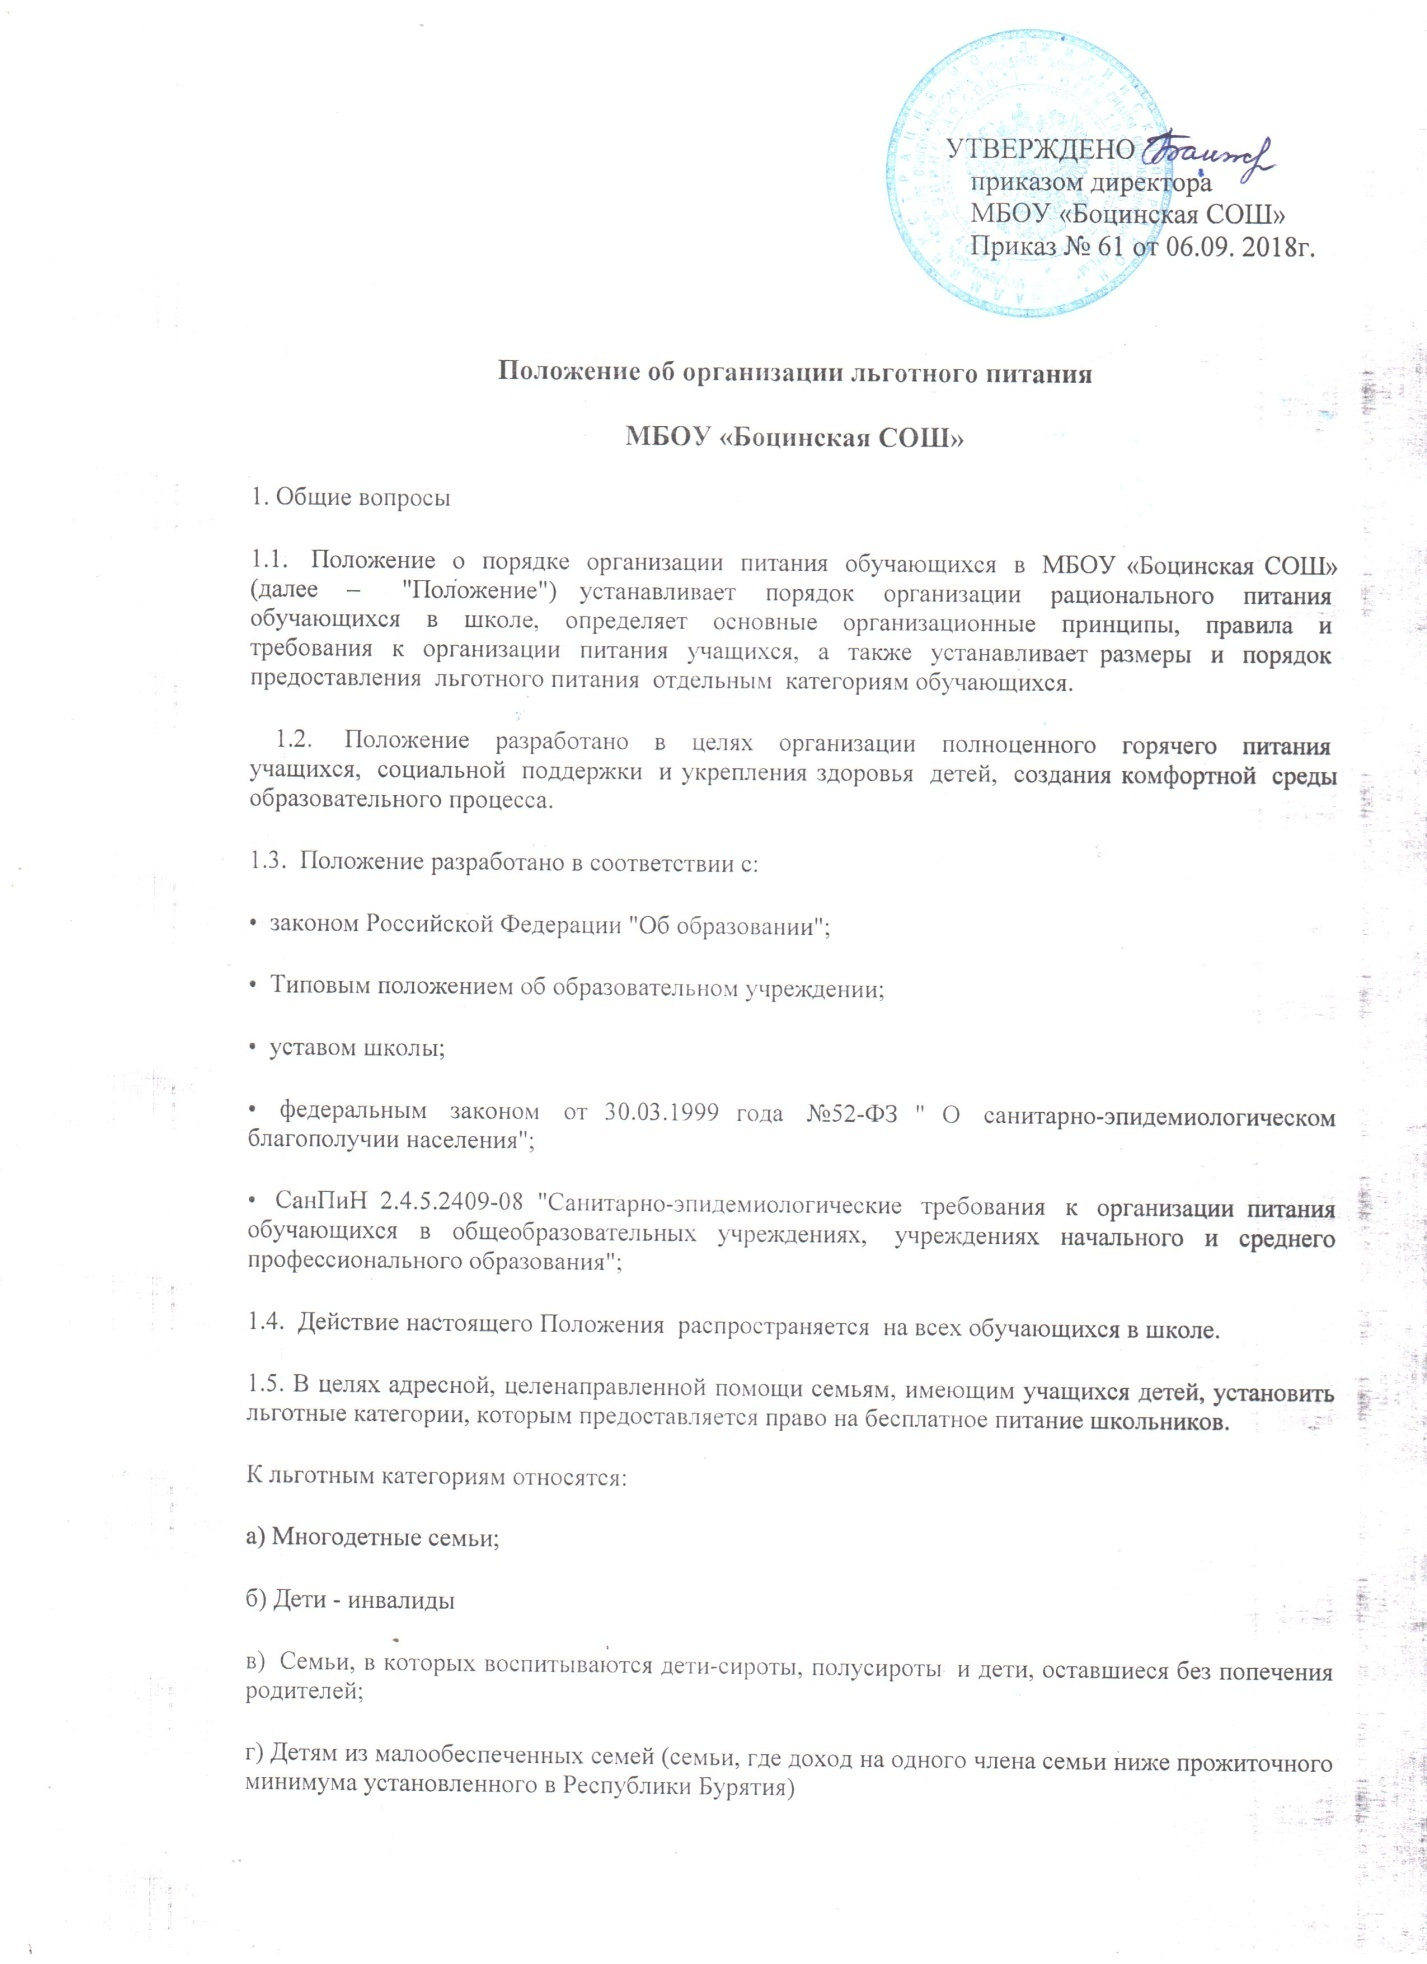 УТВЕРЖДЕНО
приказом директора
МБОУ «Боцинская СОШ»
Приказ № 61 от 06.09. 2018г.
Положение об организации льготного питания
МБОУ «Боцинская СОШ»
1. Общие вопросы
1.1. Положение о порядке организации питания обучающихся в МБОУ «Боцинская СОШ»
(далее – "Положение") устанавливает порядок организации рационального питания
обучающихся в школе, определяет основные организационные принципы, правила и
требования к организации питания учащихся, а также устанавливает размеры и порядок
предоставления льготного питания отдельным категориям обучающихся.
1.2. Положение разработано в целях организации полноценного горячего питания
учащихся, социальной поддержки и укрепления здоровья детей, создания комфортной среды
образовательного процесса.
1.3. Положение разработано в соответствии с:
• законом Российской Федерации "Об образовании";
• Типовым положением об образовательном учреждении;
• уставом школы;
• федеральным законом от 30.03.1999 года №52-ФЗ " О санитарно-эпидемиологическом
благополучии населения";
• СанПиН 2.4.5.2409-08 "Санитарно-эпидемиологические требования к организации питания
обучающихся в общеобразовательных учреждениях, учреждениях начального и среднего
профессионального образования";
1.4. Действие настоящего Положения распространяется на всех обучающихся в школе.
1.5. В целях адресной, целенаправленной помощи семьям, имеющим учащихся детей, установить
льготные категории, которым предоставляется право на бесплатное питание школьников.
К льготным категориям относятся:
а) Многодетные семьи;
б) Дети - инвалиды
в) Семьи, в которых воспитываются дети-сироты, полусироты и дети, оставшиеся без попечения
родителей;
г) Детям из малообеспеченных семей (семьи, где доход на одного члена семьи ниже прожиточного
минимума установленного в Республики Бурятия)